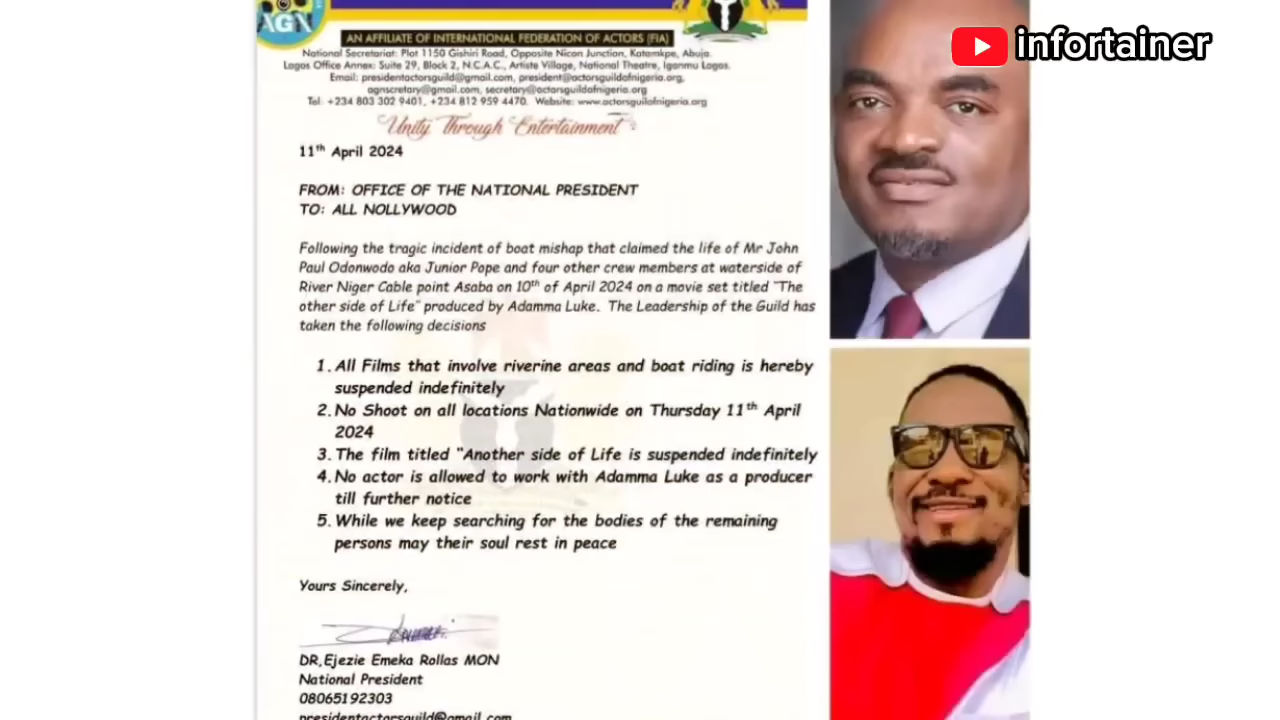 AGN
infortainer
AN AFFILIATE OF INTERNATIONAL FEDERATION OF ACTORS (FIA)
National Secretariat: Plot 1150 Gishiri Road, Opposite Nicon Junction, Katampke, Abuja.
Lagos Office Annex: Suite 29, Block 2, N.C.A.C, Artiste Village, National Theatre, Iganmu Lagos.
Email: presidentactorsguild@gmail.com, president@actorsguildofnigeria.org,
agnscretary@gmail.com, secretary@actorsguildofnigeria.org
Tel: +234 803 302 9401, +234 812 959 4470. Website: www.actorsguildofnigeria.org
Unity Through Entertainment
11th April 2024
FROM: OFFICE OF THE NATIONAL PRESIDENT
TO: ALL NOLLYWOOD
Following the tragic incident of boat mishap that claimed the life of Mr John
Paul Odonwodo aka Junior Pope and four other crew members at waterside of
River Niger Cable point Asaba on 10th of April 2024 on a movie set titled "The
other side of Life" produced by Adamma Luke. The Leadership of the Guild has
taken the following decisions
1. All Films that involve riverine areas and boat riding is hereby
suspended indefinitely
2. No Shoot on all locations Nationwide on Thursday 11th April
2024
3. The film titled "Another side of Life is suspended indefinitely
4. No actor is allowed to work with Adamma Luke as a producer
till further notice
5. While we keep searching for the bodies of the remaining
persons may their soul rest in peace
Yours Sincerely,
DR,Ejezie Emeka Rollas MON
National President
08065192303
presidentactorsguild@gmail.com